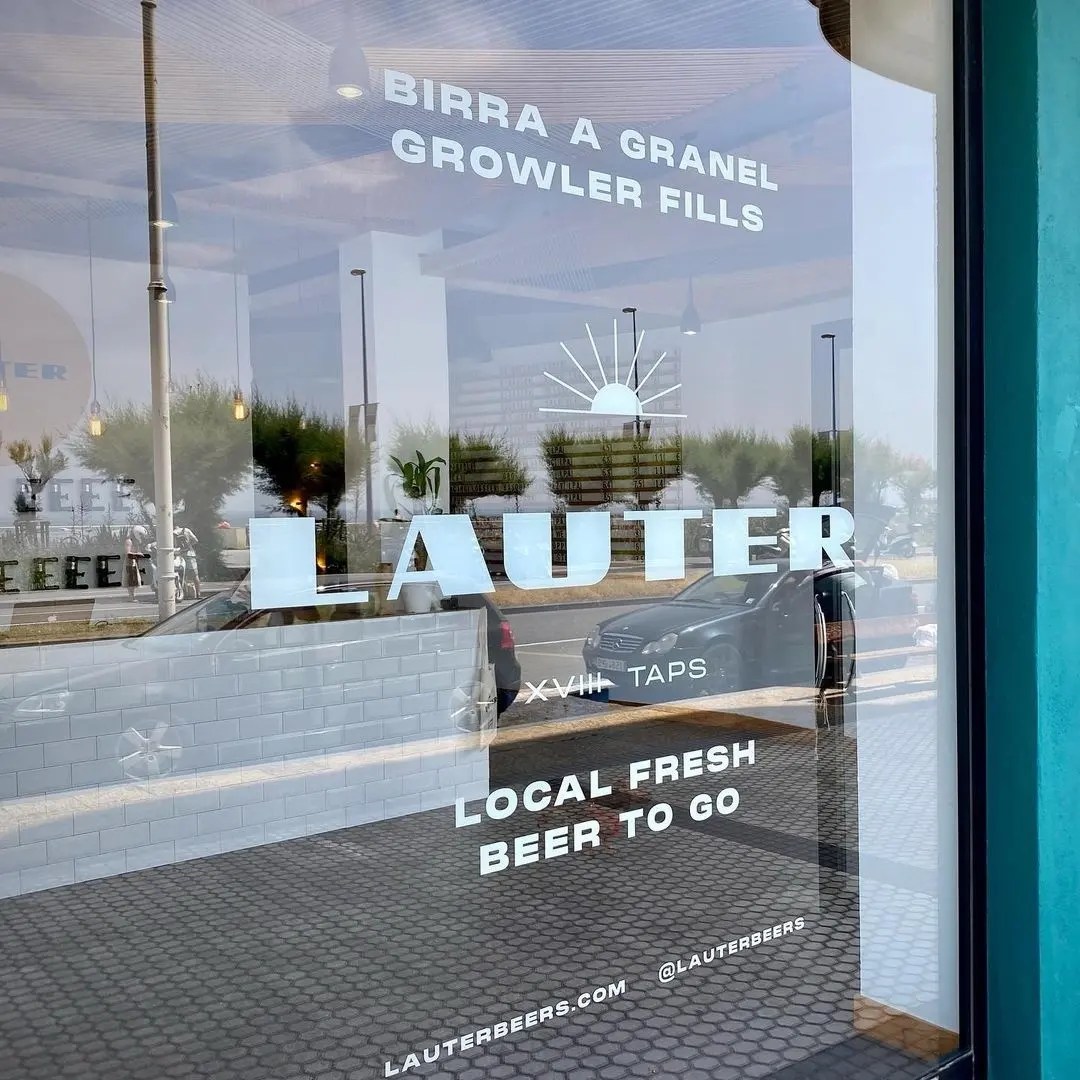 BIRRA A GRANEL
GROWLER FILLS
LAUTER
XVIII TAPS
LOCAL FRESH
BEER TO GO
LAUTERBEERS.COM @LAUTERBEERS